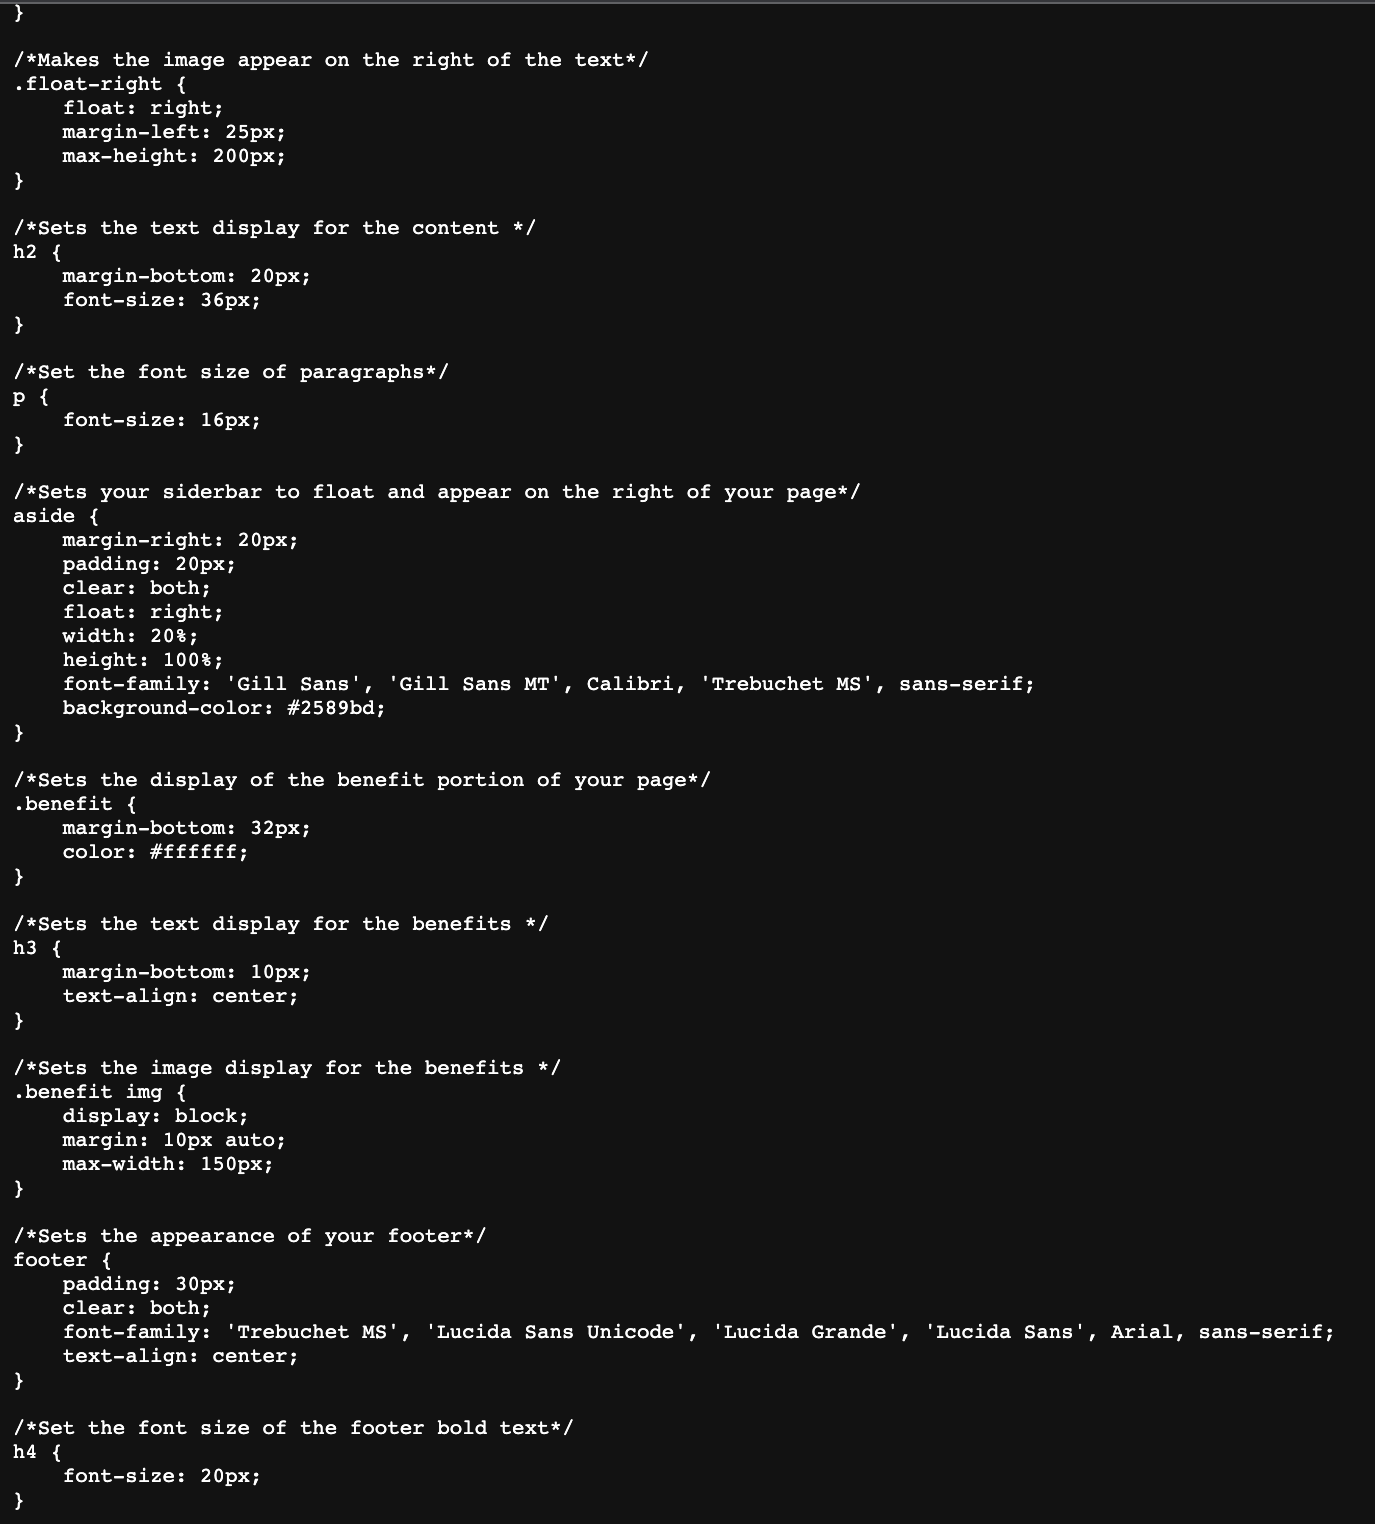 }

/*Makes the image appear on the right of the text*/
.float-right {
    float: right;
    margin-left: 25px;
    max-height: 200px;
}

/*Sets the text display for the content */
h2 {
    margin-bottom: 20px;
    font-size: 36px;
}

/*Set the font size of paragraphs*/
p {
    font-size: 16px;
}

/*Sets your siderbar to float and appear on the right of your page*/
aside {
    margin-right: 20px;
    padding: 20px;
    clear: both;
    float: right;
    width: 20%;
    height: 100%;
    font-family: 'Gill Sans', 'Gill Sans MT', Calibri, 'Trebuchet MS', sans-serif;
    background-color: #2589bd;
}

/*Sets the display of the benefit portion of your page*/
.benefit {
    margin-bottom: 32px;
    color: #ffffff;
}

/*Sets the text display for the benefits */
h3 {
    margin-bottom: 10px;
    text-align: center;
}

/*Sets the image display for the benefits */
.benefit img {
    display: block;
    margin: 10px auto;
    max-width: 150px;
}

/*Sets the appearance of your footer*/
footer {
    padding: 30px;
    clear: both;
    font-family: 'Trebuchet MS', 'Lucida Sans Unicode', 'Lucida Grande', 'Lucida Sans', Arial, sans-serif;
    text-align: center;
}

/*Set the font size of the footer bold text*/
h4 {
    font-size: 20px;
}